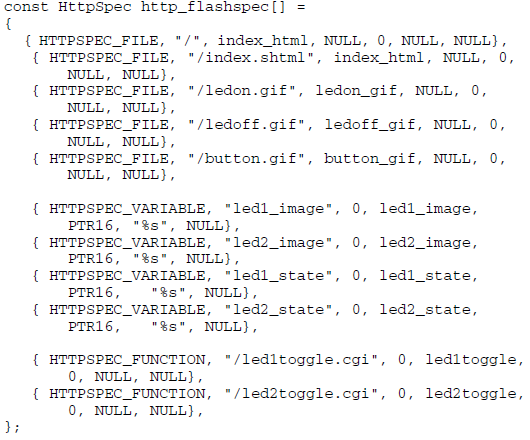 const HttpSpec http_flashspec[] =
{
  { HTTPSPEC_FILE, "/", index_html, NULL, 0, NULL, NULL},
   { HTTPSPEC_FILE, "/index.shtml", index_html, NULL, 0,
       NULL, NULL},
   { HTTPSPEC_FILE, "/ledon.gif", ledon_gif, NULL, 0,
       NULL, NULL},
   { HTTPSPEC_FILE, "/ledoff.gif", ledoff_gif, NULL, 0,
       NULL, NULL},
   { HTTPSPEC_FILE, "/button.gif", button_gif, NULL, 0,
       NULL, NULL},

   { HTTPSPEC_VARIABLE, "led1_image", 0, led1_image,
       PTR16, "%s", NULL},
   { HTTPSPEC_VARIABLE, "led2_image", 0, led2_image,
       PTR16, "%s", NULL},
   { HTTPSPEC_VARIABLE, "led1_state", 0, led1_state,
       PTR16,   "%s", NULL},
   { HTTPSPEC_VARIABLE, "led2_state", 0, led2_state,
       PTR16,   "%s", NULL},

   { HTTPSPEC_FUNCTION, "/led1toggle.cgi", 0, led1toggle,
       0, NULL, NULL},
   { HTTPSPEC_FUNCTION, "/led2toggle.cgi", 0, led2toggle,
       0, NULL, NULL},
};